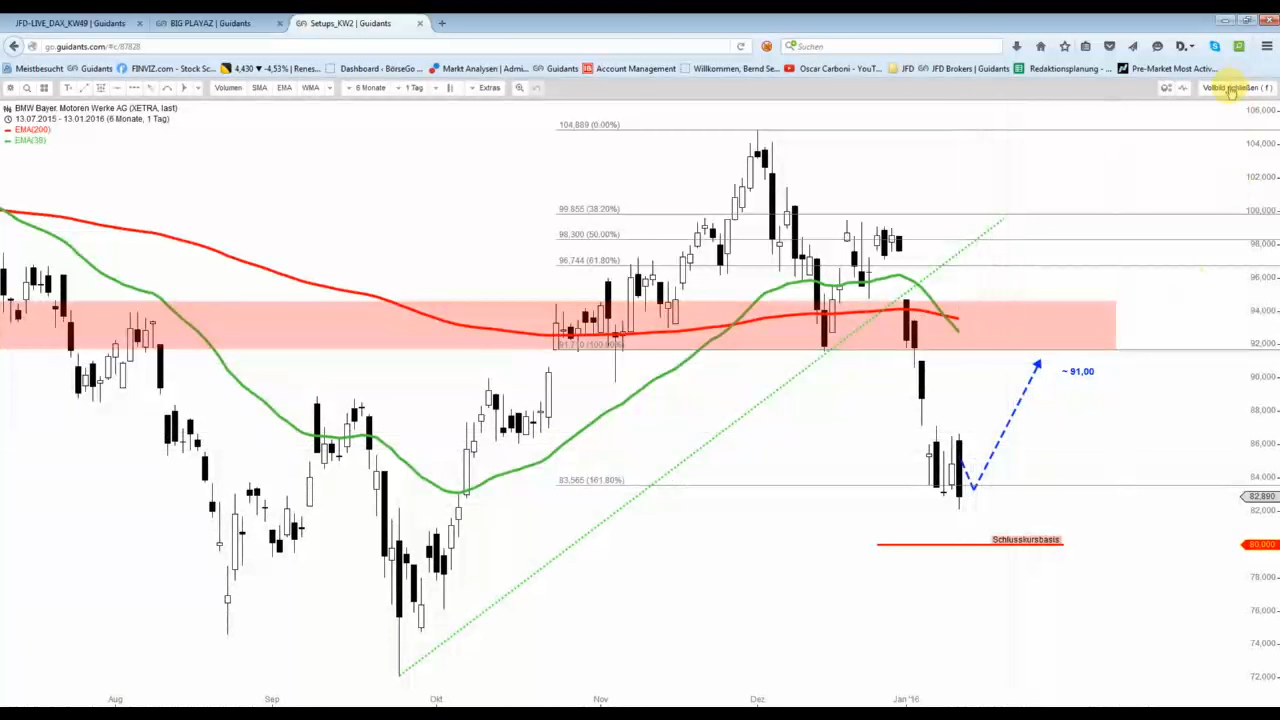 JFD-LIVE_DAX_KW49 | Guidants
BIG PLAYAZ | Guidants
Setups_KW2 | Guidants
go.guidants.com/#c/87828
Suchen
Meistbesucht
Guidants
FINVIZ.com - Stock Sc...
4,430 ▼ -4,53% | Renes...
Dashboard - BörseGo ...
Markt Analysen | Admi...
Guidants
Account Management
Willkommen, Bernd Se...
Oscar Carboni - YouT...
JFD
JFD Brokers | Guidants
Redaktionsplanung - ...
Pre-Market Most Activ...
Volumen
SMA
EMA
WMA
6 Monate
1 Tag
Extras
Vollbild schließen ( f )
BMW Bayer. Motoren Werke AG (XETRA, last)
13.07.2015 - 13.01.2016 (6 Monate, 1 Tag)
EMA(200)
EMA(38)
104,889 (0.00%)
99,855 (38.20%)
98,300 (50.00%)
96,744 (61.80%)
91,710 (100.00%)
83,565 (161.80%)
~ 91,00
Schlusskursbasis
106,000
104,000
102,000
100,000
98,000
96,000
94,000
92,000
90,000
88,000
86,000
84,000
82,890
82,000
80,000
78,000
76,000
74,000
72,000
Aug
Sep
Okt
Nov
Dez
Jan '16